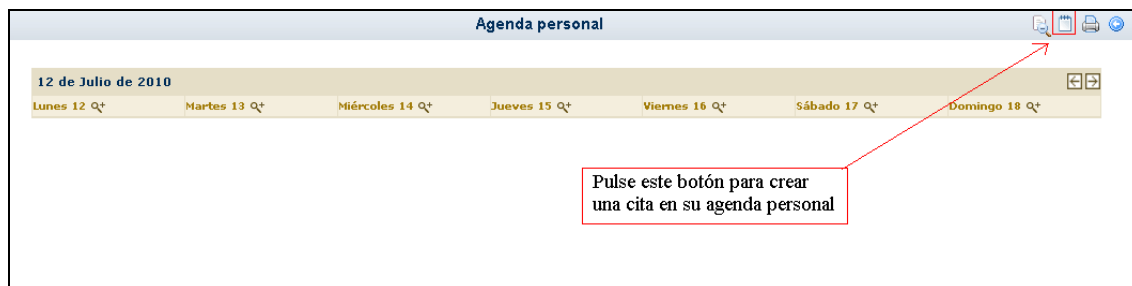 Agenda personal
12 de Julio de 2010
Lunes 12 Martes 13 Miércoles 14 Jueves 15 Viernes 16 Sábado 17 Domingo 18
Pulse este botón para crear
una cita en su agenda personal